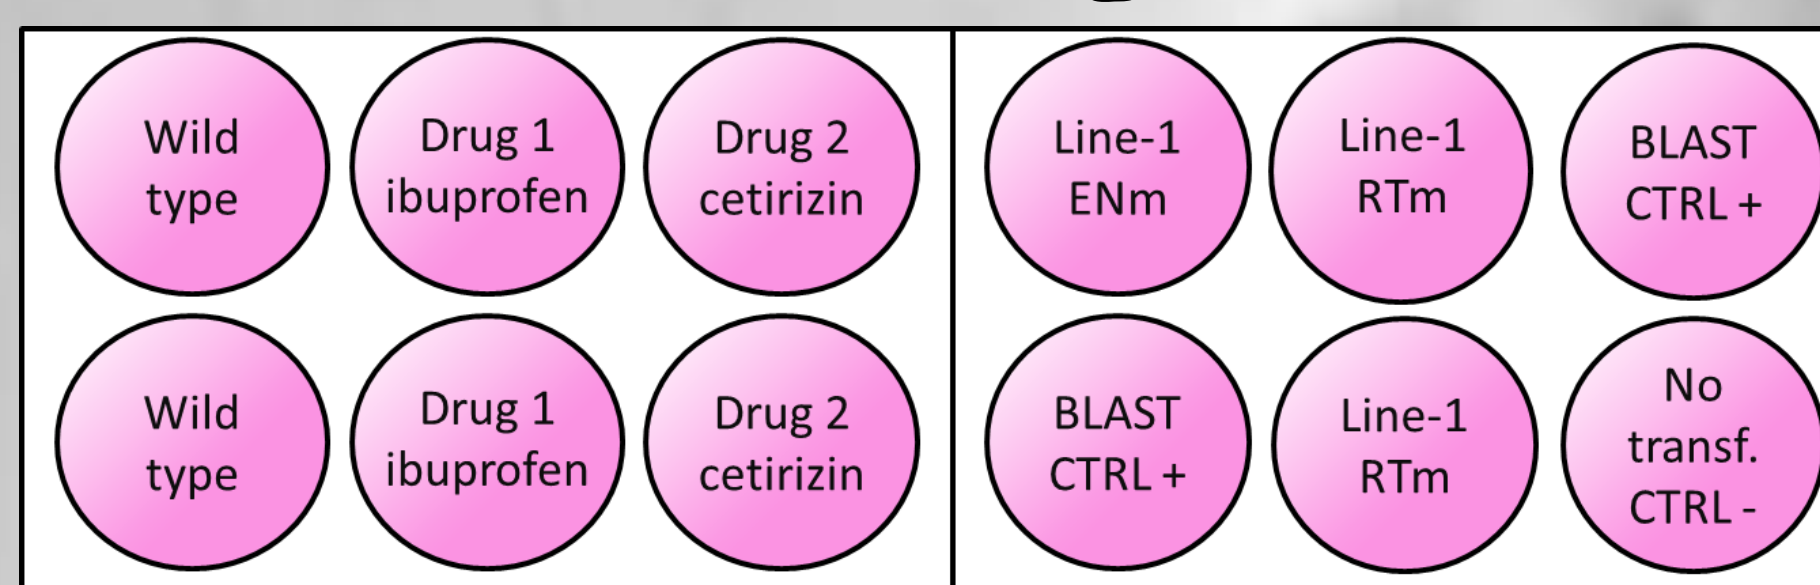 Wild
type
Drug 1
ibuprofen
Drug 2
cetirizin
Line-1
ENm
Line-1
RTm
BLAST
CTRL +
Wild
type
Drug 1
ibuprofen
Drug 2
cetirizin
BLAST
CTRL +
Line-1
RTm
No
transf.
CTRL -